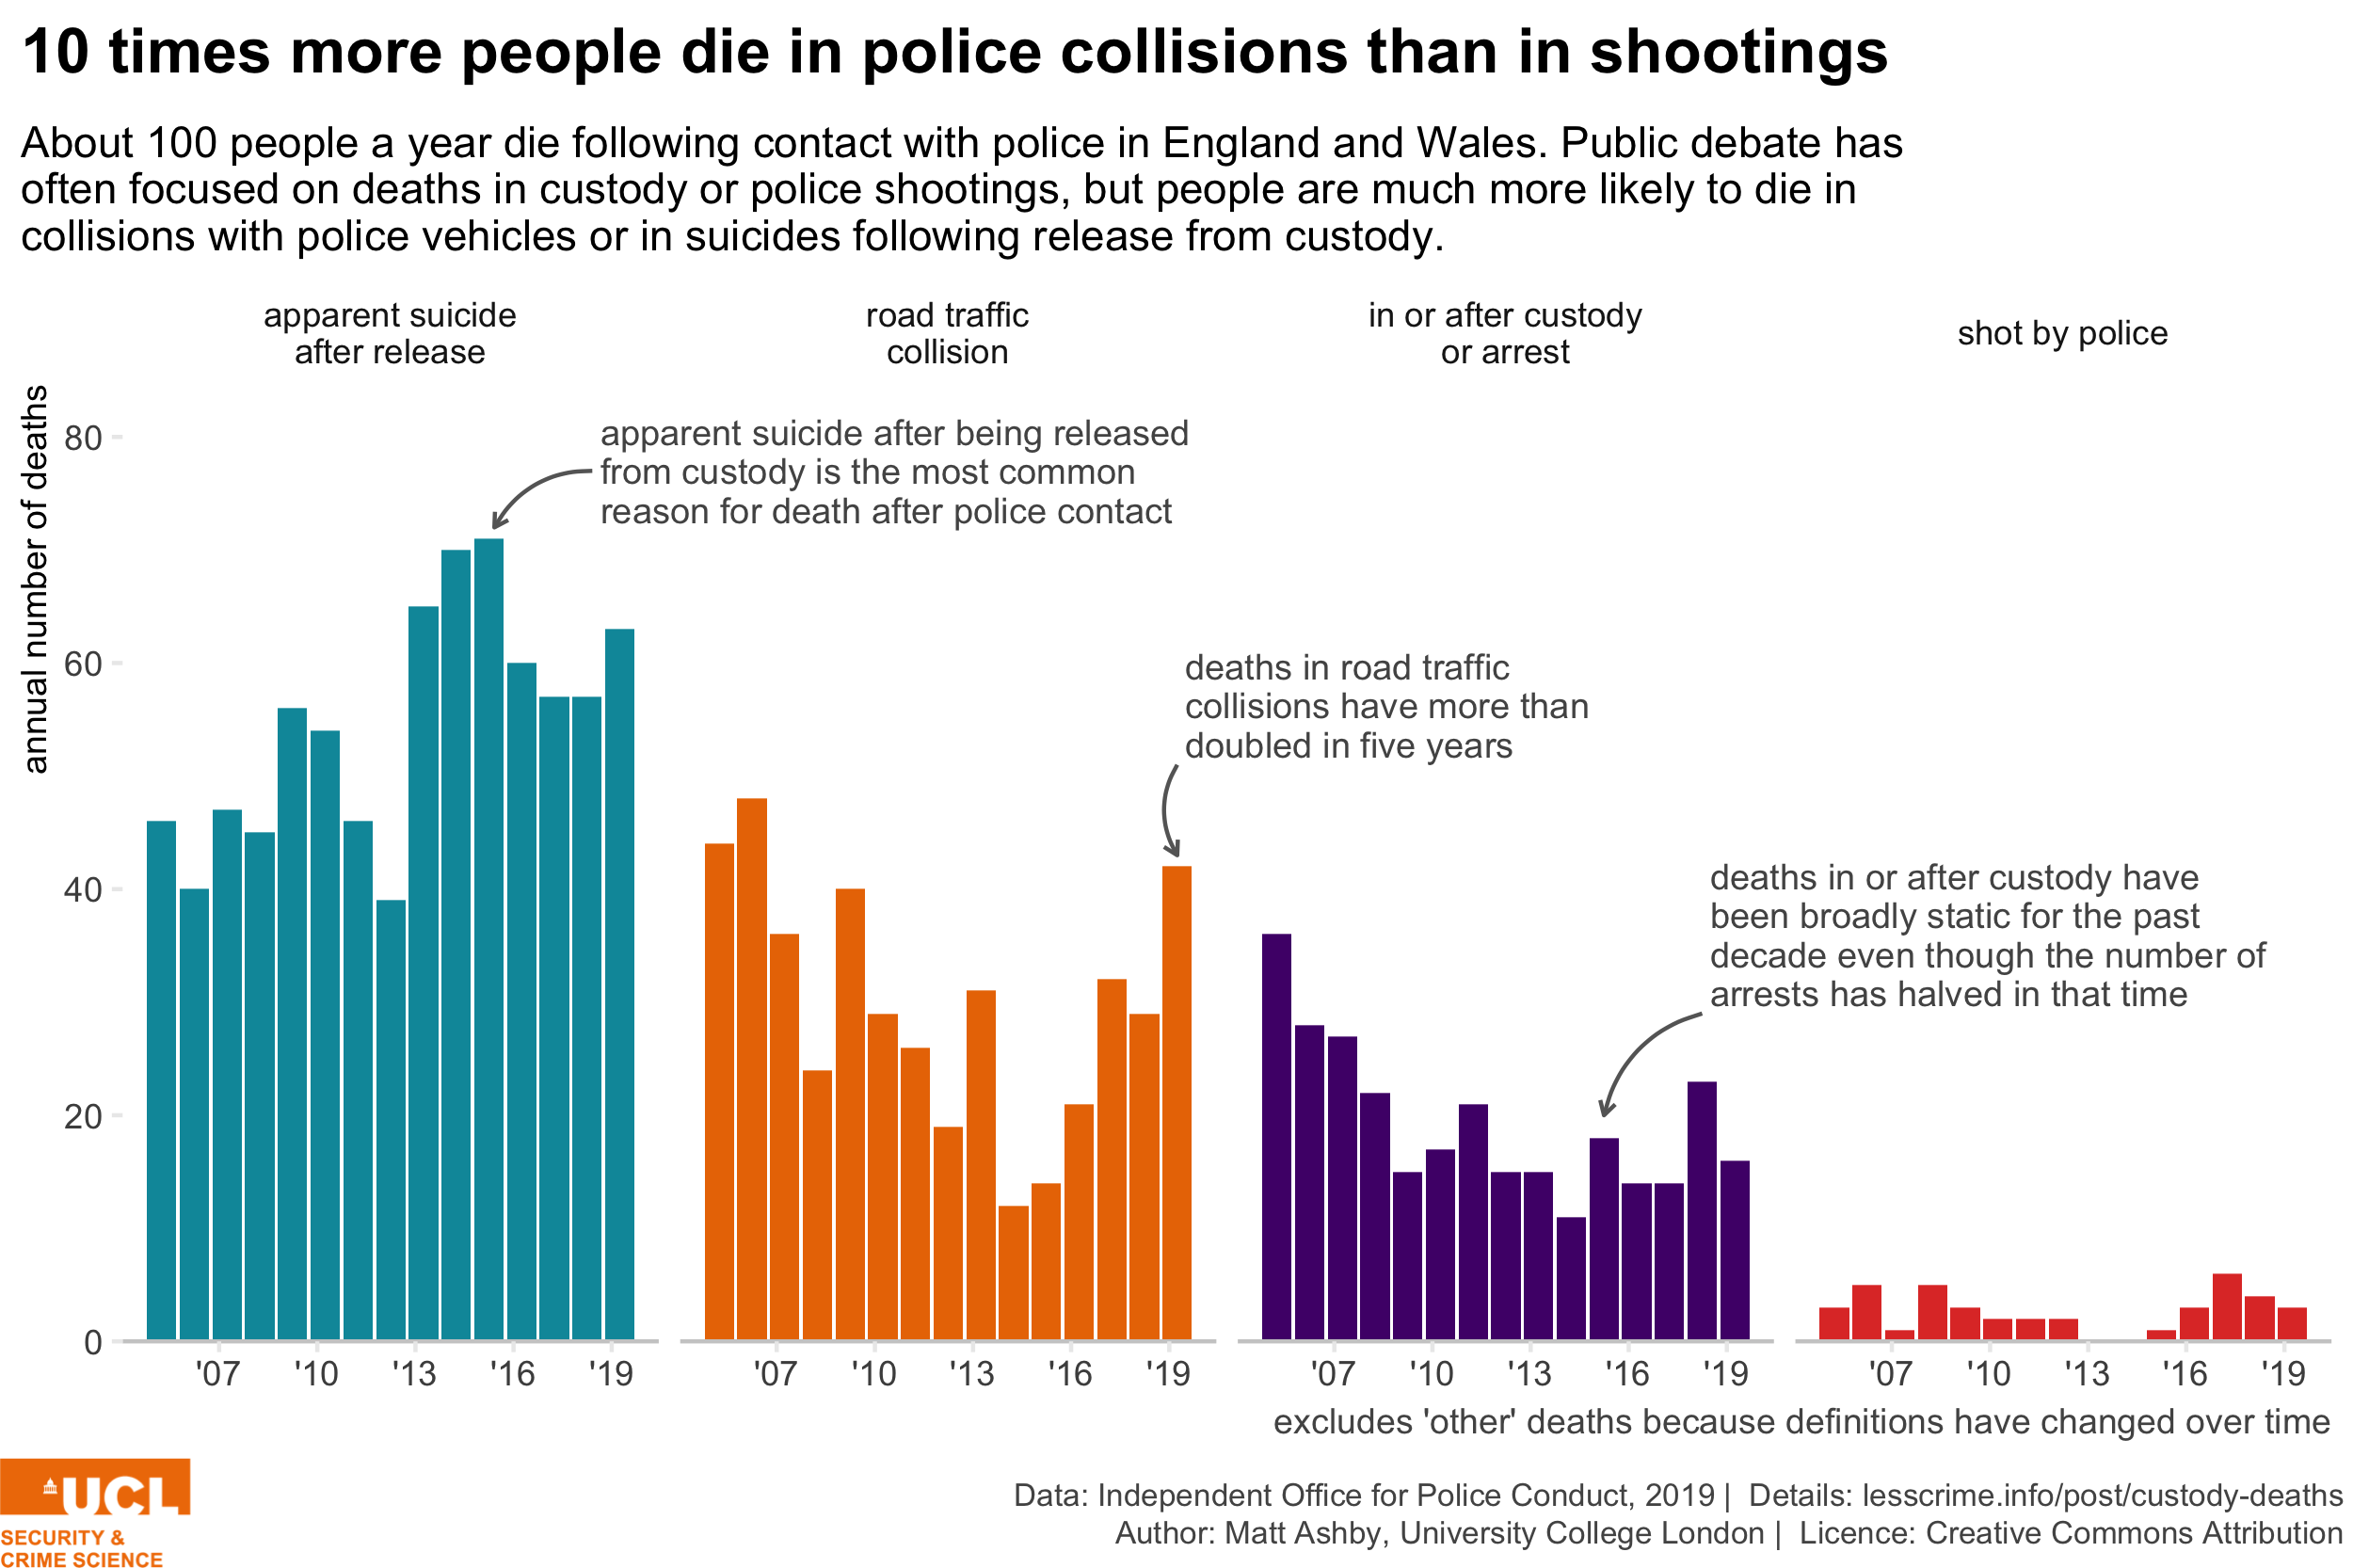 10 times more people die in police collisions than in shootings
About 100 people a year die following contact with police in England and Wales. Public debate has
often focused on deaths in custody or police shootings, but people are much more likely to die in
collisions with police vehicles or in suicides following release from custody.
apparent suicide
after release
road traffic
collision
in or after custody
or arrest
shot by police
annual number of deaths
80
60
40
20
0
apparent suicide after being released
from custody is the most common
reason for death after police contact
deaths in road traffic
collisions have more than
doubled in five years
deaths in or after custody have
been broadly static for the past
decade even though the number of
arrests has halved in that time
'07 '10 '13 '16 '19
'07 '10 '13 '16 '19
'07 '10 '13 '16 '19
'07 '10 '13 '16 '19
excludes 'other' deaths because definitions have changed over time
UCL
SECURITY &
CRIME SCIENCE
Data: Independent Office for Police Conduct, 2019 | Details: lesscrime.info/post/custody-deaths
Author: Matt Ashby, University College London | Licence: Creative Commons Attribution